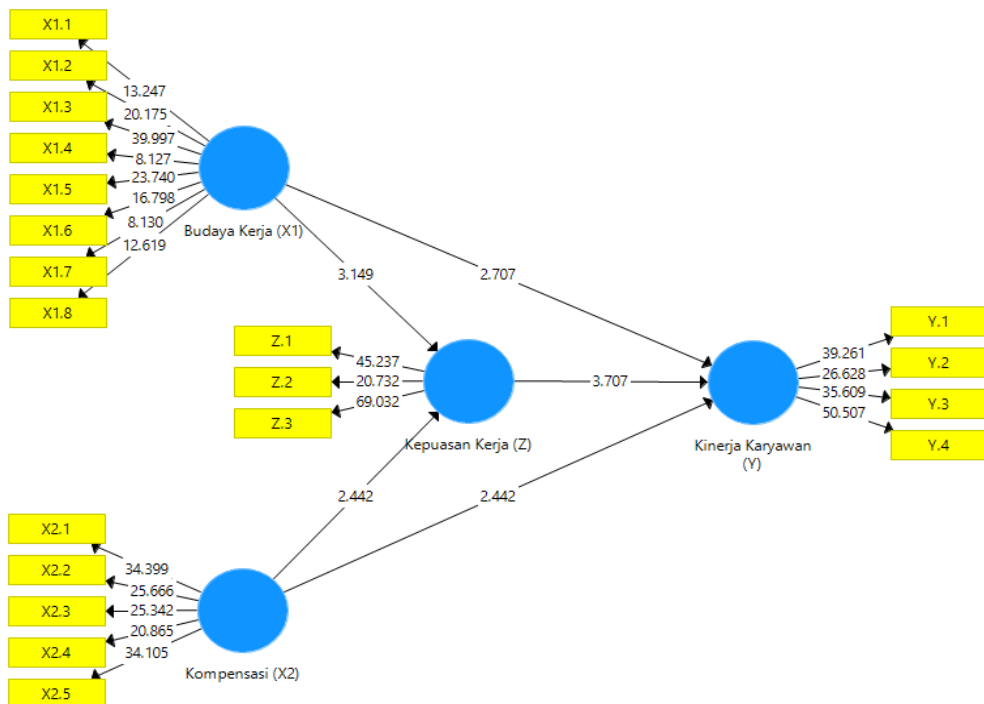 X1.1
X1.2
X1.3
X1.4
X1.5
X1.6
X1.7
X1.8
13.247
20.175
39.997
8.127
23.740
16.798
8.130
12.619
Budaya Kerja (X1)
3.149
2.707
Z.1
Z.2
Z.3
45.237
20.732
69.032
Kepuasan Kerja (Z)
3.707
Y.1
Y.2
Y.3
Y.4
39.261
26.628
35.609
50.507
Kinerja Karyawan
(Y)
2.442
2.442
X2.1
X2.2
X2.3
X2.4
X2.5
34.399
25.666
25.342
20.865
34.105
Kompensasi (X2)